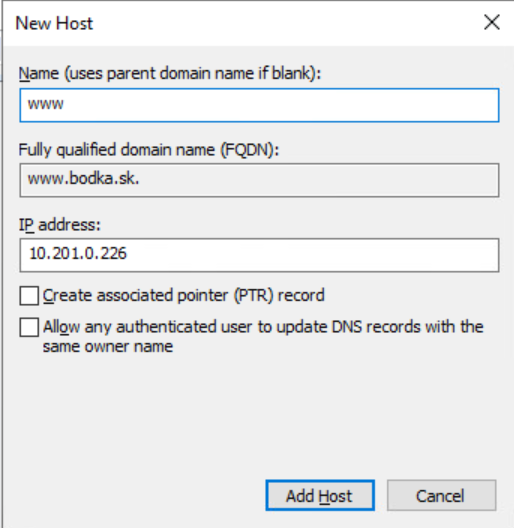 New Host
Name (uses parent domain name if blank):
www
Fully qualified domain name (FQDN):
www.bodka.sk.
IP address:
10.201.0.226
Create associated pointer (PTR) record
Allow any authenticated user to update DNS records with the
same owner name
Add Host
Cancel